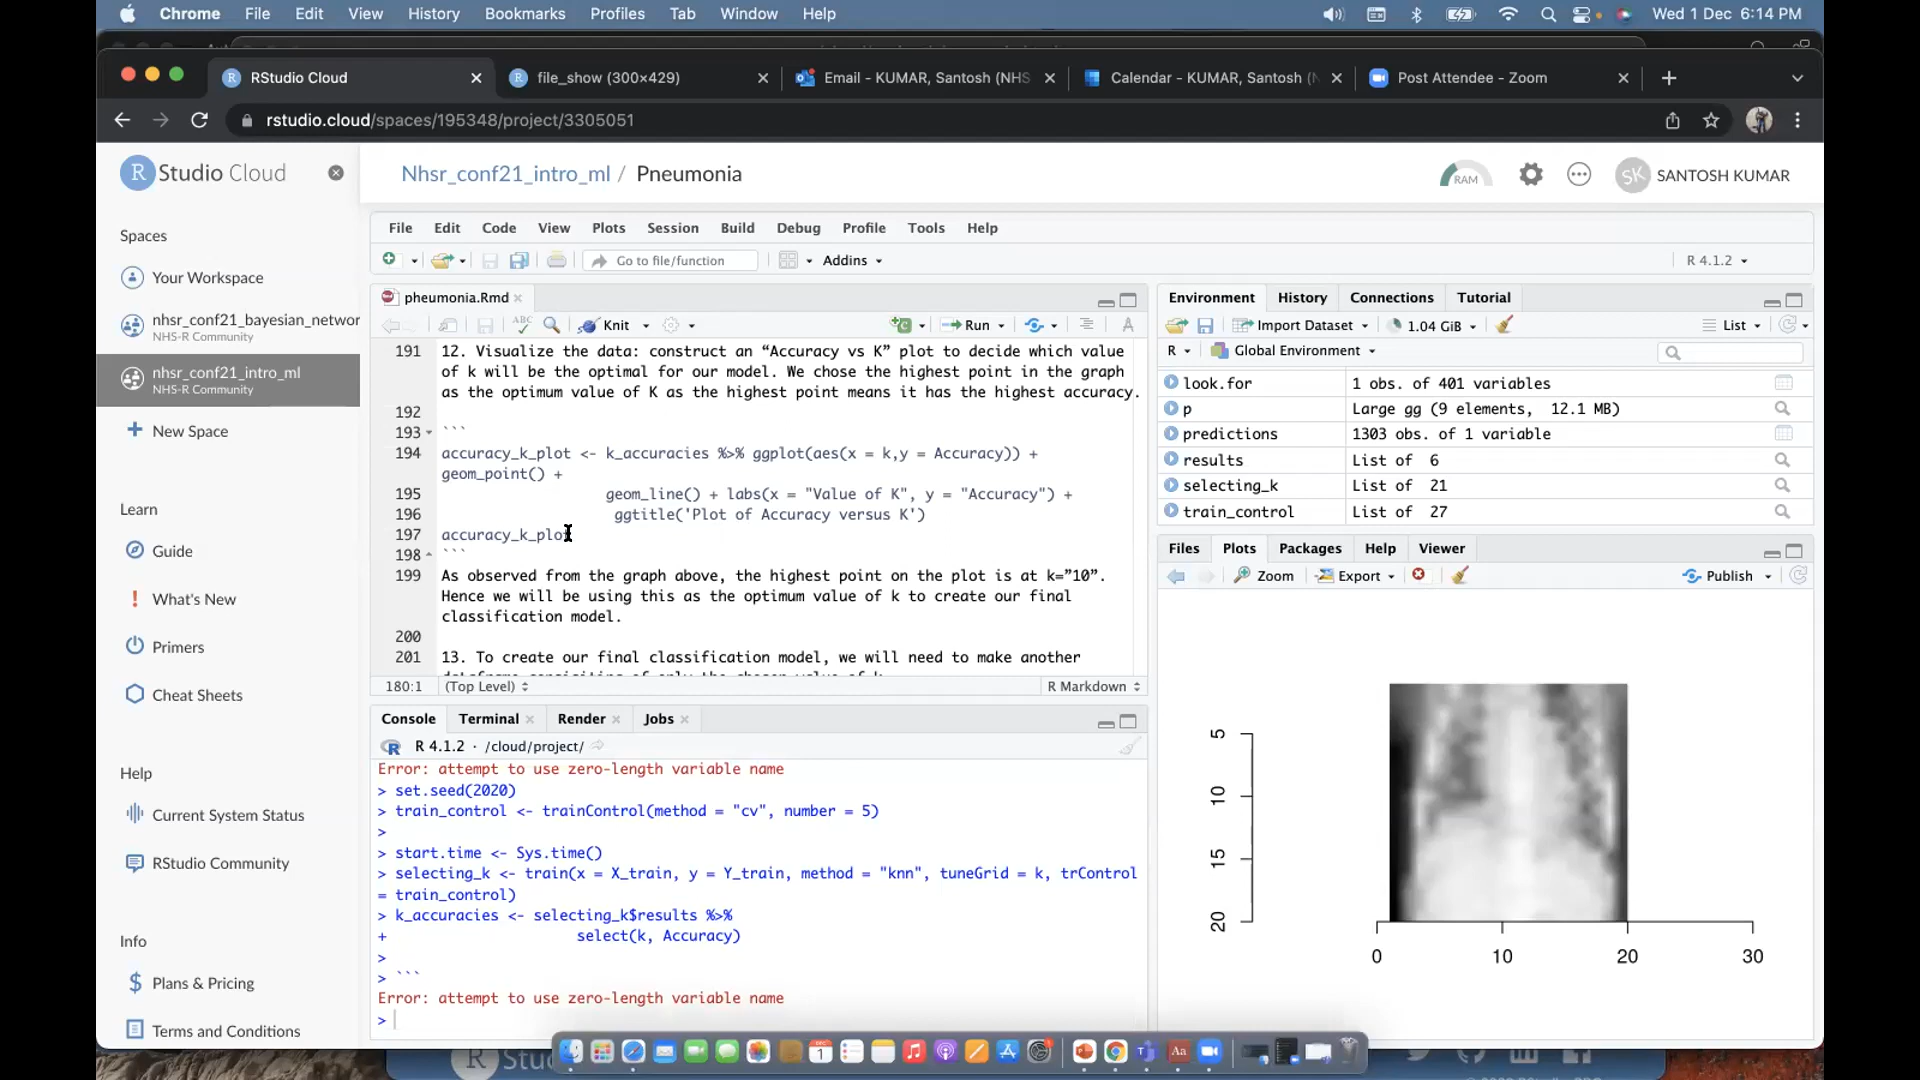 Chrome File Edit View History Bookmarks Profiles Tab Window Help Wed 1 Dec 6:14 PM
RStudio Cloud file_show (300×429) Email - KUMAR, Santosh (NHS Calendar - KUMAR, Santosh (N Post Attendee - Zoom
rstudio.cloud/spaces/195348/project/3305051
R Studio Cloud
Nhsr_conf21_intro_ml / Pneumonia
RAM
SK SANTOSH KUMAR
Spaces
Your Workspace
nhsr_conf21_bayesian_networ
NHS-R Community
nhsr_conf21_intro_ml
NHS-R Community
New Space
Learn
Guide
What's New
Primers
Cheat Sheets
Help
Current System Status
RStudio Community
Info
Plans & Pricing
Terms and Conditions
File Edit Code View Plots Session Build Debug Profile Tools Help
Go to file/function Addins R 4.1.2
pheumonia.Rmd
ABC Knit Run
191 12. Visualize the data: construct an “Accuracy vs K” plot to decide which value
of k will be the optimal for our model. We chose the highest point in the graph
as the optimum value of K as the highest point means it has the highest accuracy.
192
193 ```
194 accuracy_k_plot <- k_accuracies %>% ggplot(aes(x = k,y = Accuracy)) +
geom_point() +
195 geom_line() + labs(x = "Value of K", y = "Accuracy") +
196 ggtitle('Plot of Accuracy versus K')
197 accuracy_k_plot
198 ```
199 As observed from the graph above, the highest point on the plot is at k=”10”.
Hence we will be using this as the optimum value of k to create our final
classification model.
200
201 13. To create our final classification model, we will need to make another
180:1 (Top Level) R Markdown
Console Terminal Render Jobs
R 4.1.2 · /cloud/project/
Error: attempt to use zero-length variable name
> set.seed(2020)
> train_control <- trainControl(method = "cv", number = 5)
>
> start.time <- Sys.time()
> selecting_k <- train(x = X_train, y = Y_train, method = "knn", tuneGrid = k, trControl
= train_control)
> k_accuracies <- selecting_k$results %>%
+ select(k, Accuracy)
>
> ```
Error: attempt to use zero-length variable name
>
Environment History Connections Tutorial
Import Dataset 1.04 GiB List
R Global Environment
look.for 1 obs. of 401 variables
p Large gg (9 elements, 12.1 MB)
predictions 1303 obs. of 1 variable
results List of 6
selecting_k List of 21
train_control List of 27
Files Plots Packages Help Viewer
Zoom Export Publish
5
10
15
20
0 10 20 30